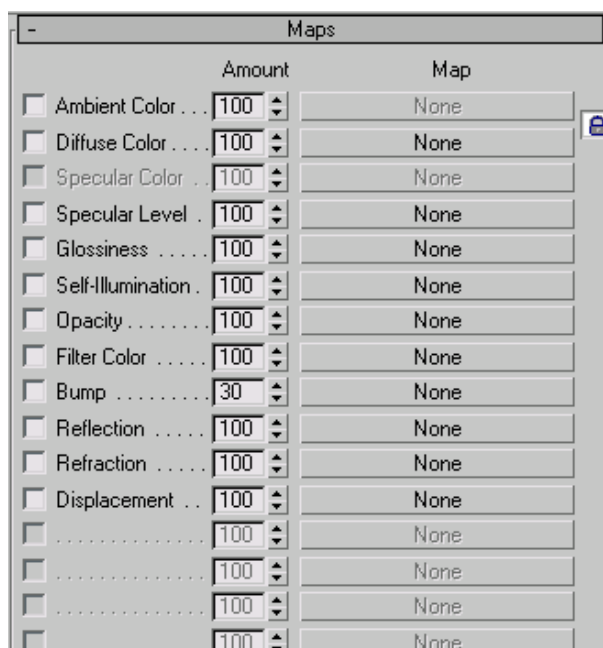 - Maps
Amount Map
Ambient Color . . . 100 None
Diffuse Color . . . . 100 None
Specular Color . . 100 None
Specular Level . 100 None
Glossiness . . . . . 100 None
Self-Illumination . 100 None
Opacity . . . . . . . . 100 None
Filter Color . . . . . 100 None
Bump . . . . . . . . . 30 None
Reflection . . . . . 100 None
Refraction . . . . . 100 None
Displacement . . 100 None
. . . . . . . . . . . . . . 100 None
. . . . . . . . . . . . . . 100 None
. . . . . . . . . . . . . . 100 None
100 None